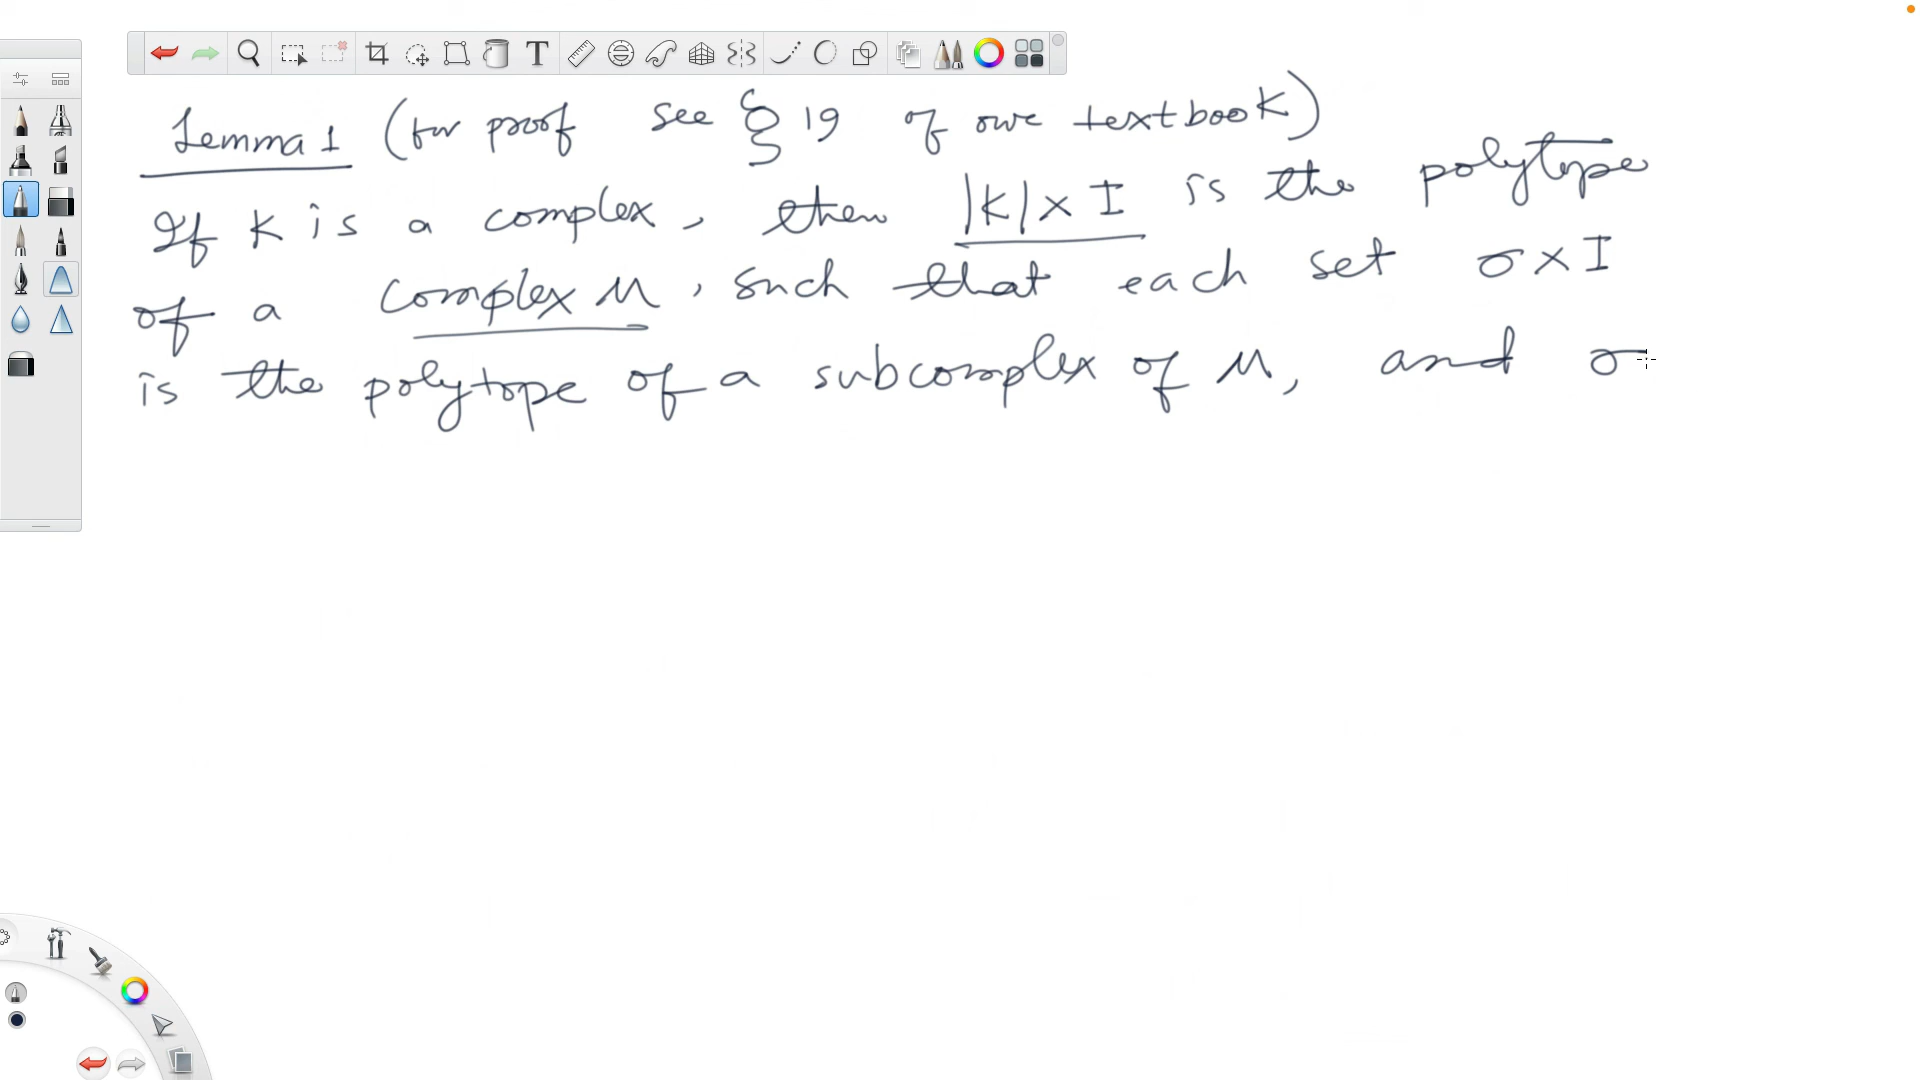 Lemma 1 (for proof see § 19 of our textbook)
If K is a complex, then |K| × I is the polytope
of a complex M, such that each set σ × I
is the polytope of a subcomplex of M, and σ